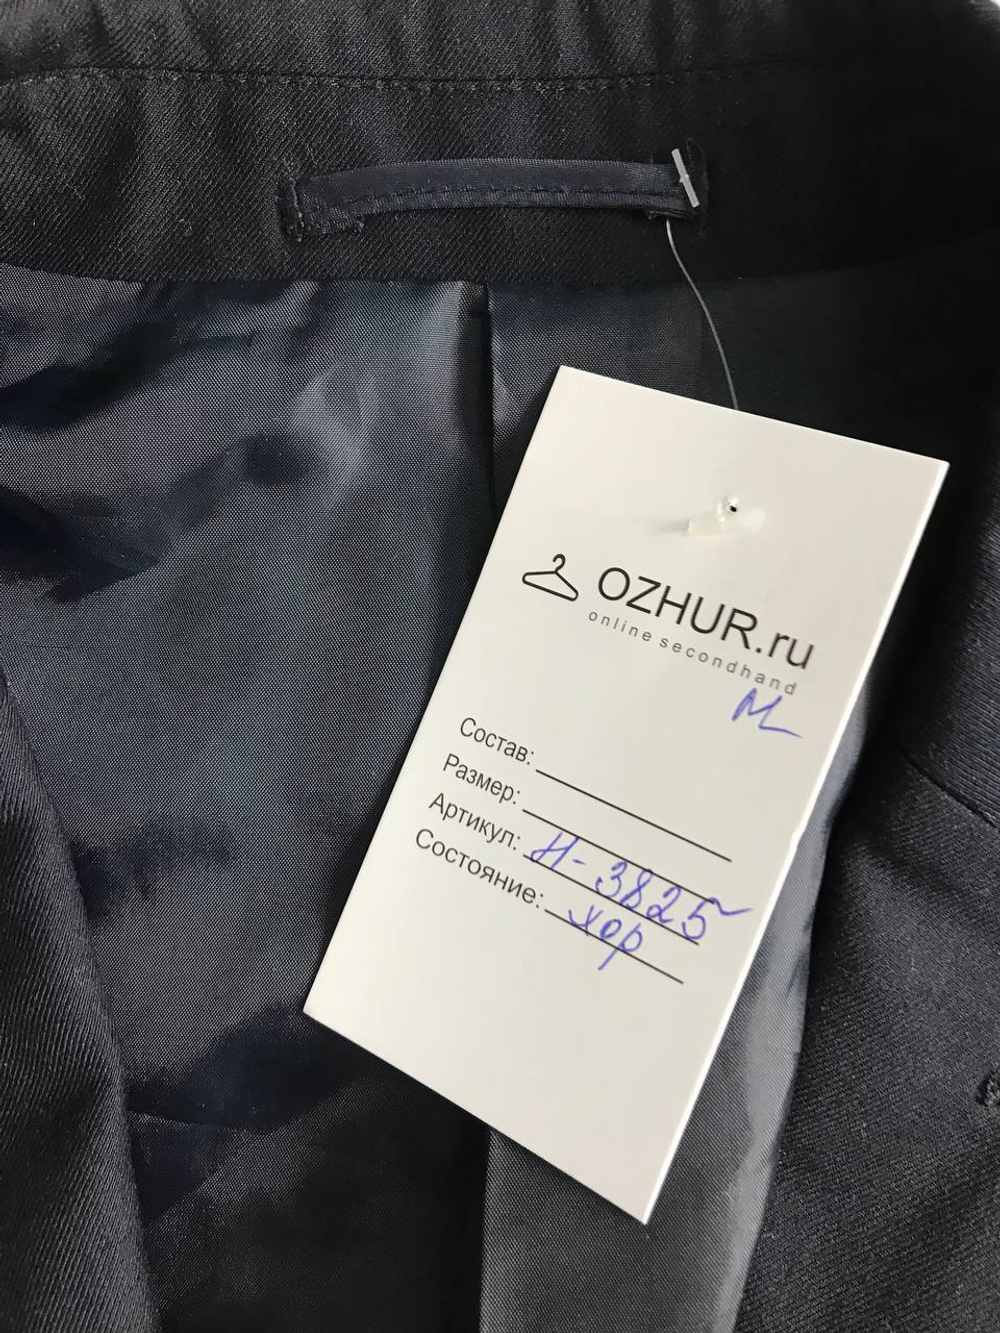 OZHUR.ru
online secondhand
М
Состав:
Размер:
Артикул: Н-3825
Состояние: хор